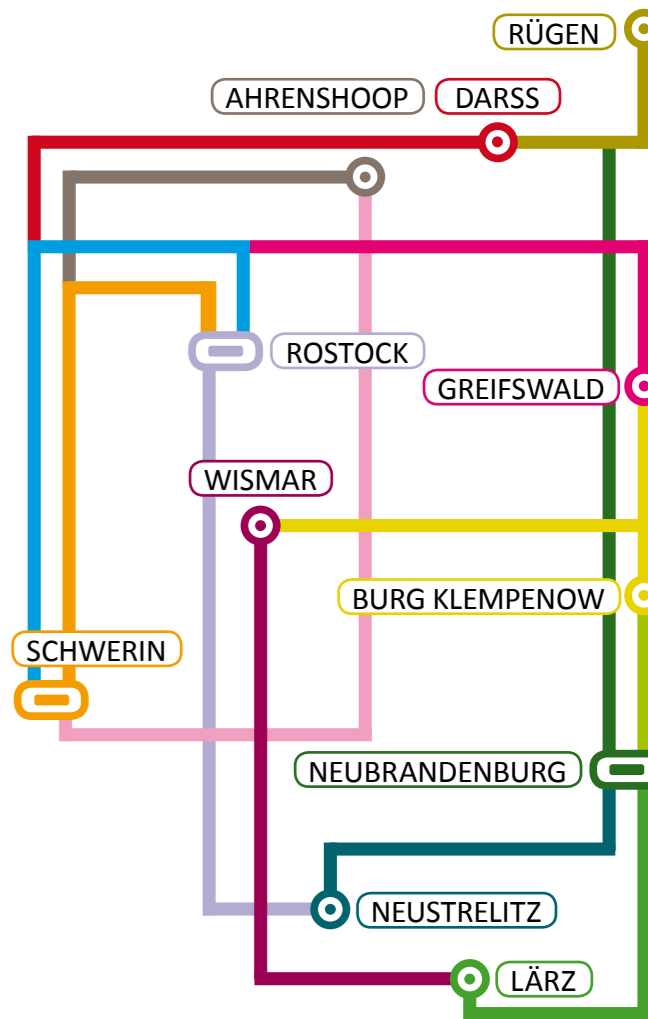 RÜGEN
AHRENSHOOP
DARSS
ROSTOCK
GREIFSWALD
WISMAR
BURG KLEMPENOW
SCHWERIN
NEUBRANDENBURG
NEUSTRELITZ
LÄRZ